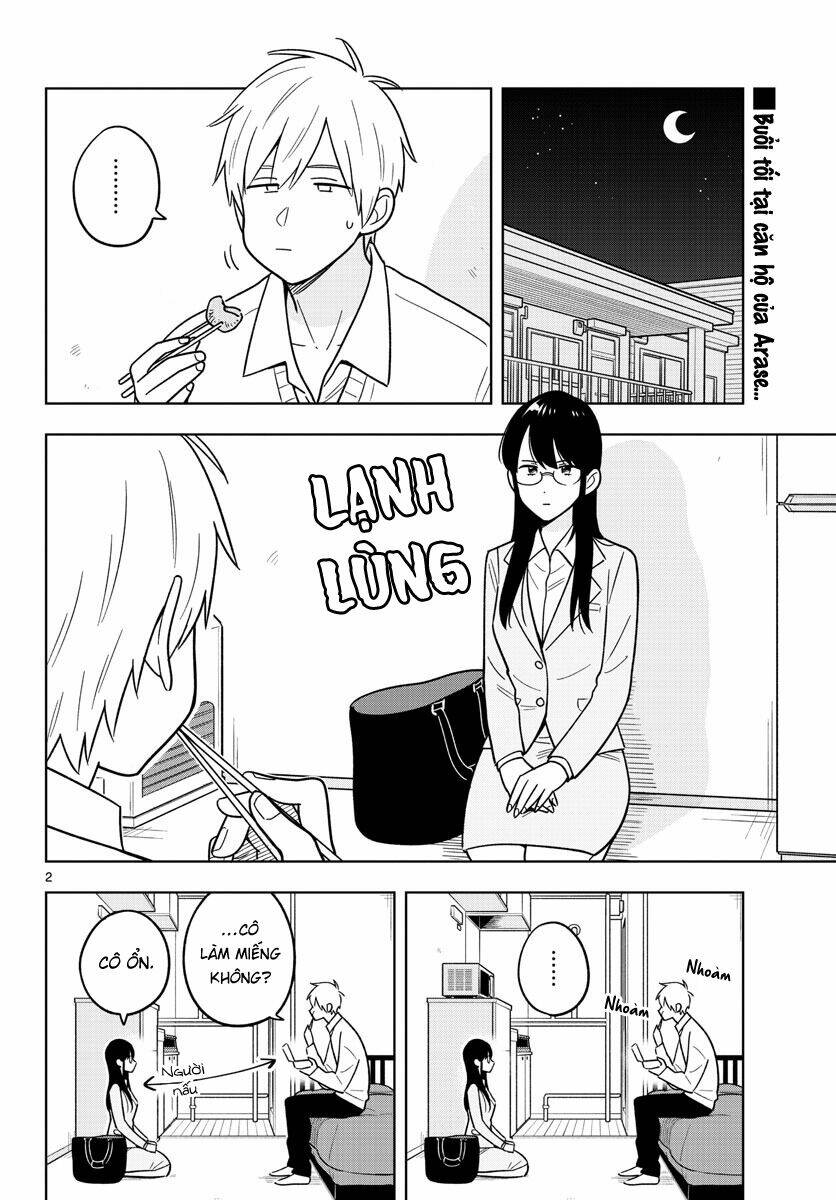 Buổi tối tại căn hộ của Arase...
........
LẠNH
LÙNG
2
Nhoàm
Nhoàm
........
...CÔ
LÀM MIẾNG
KHÔNG?
CÔ ỔN.
Người
nấu